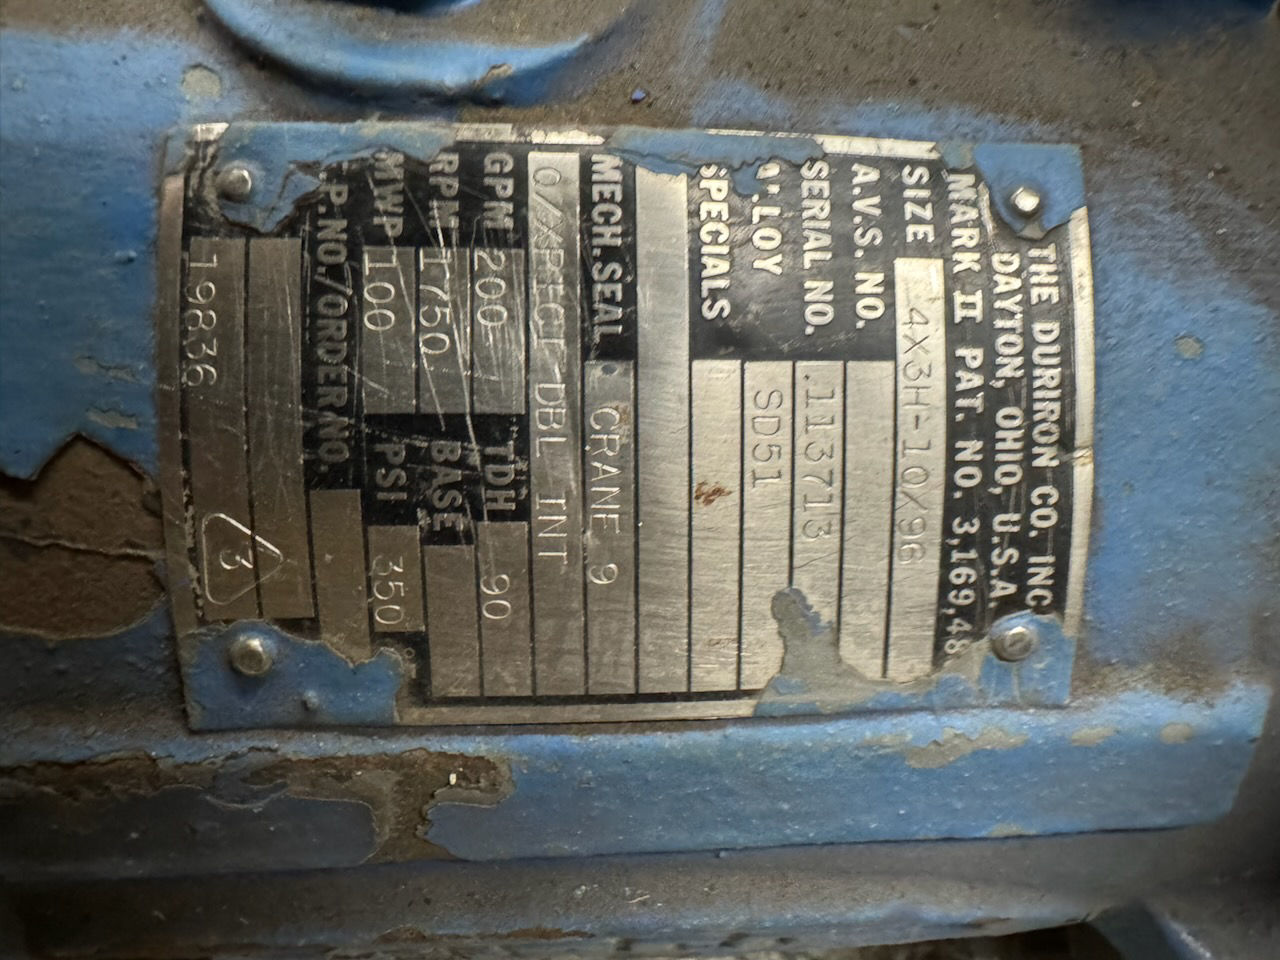 THE DURIRON CO. INC
DAYTON, OHIO, U.S.A.
MARK II PAT. NO. 3,169,48
SIZE 4X3H-10/96
A.V.S. NO.
SERIAL NO. 113713
ALLOY SD51
SPECIALS
MECH. SEAL CRANE 9
DBL INT
GPM 200 TDH 90
RPM 1750 BASE
MWP 100 PSI 350
P.NO./ORDER NO.
19836 3